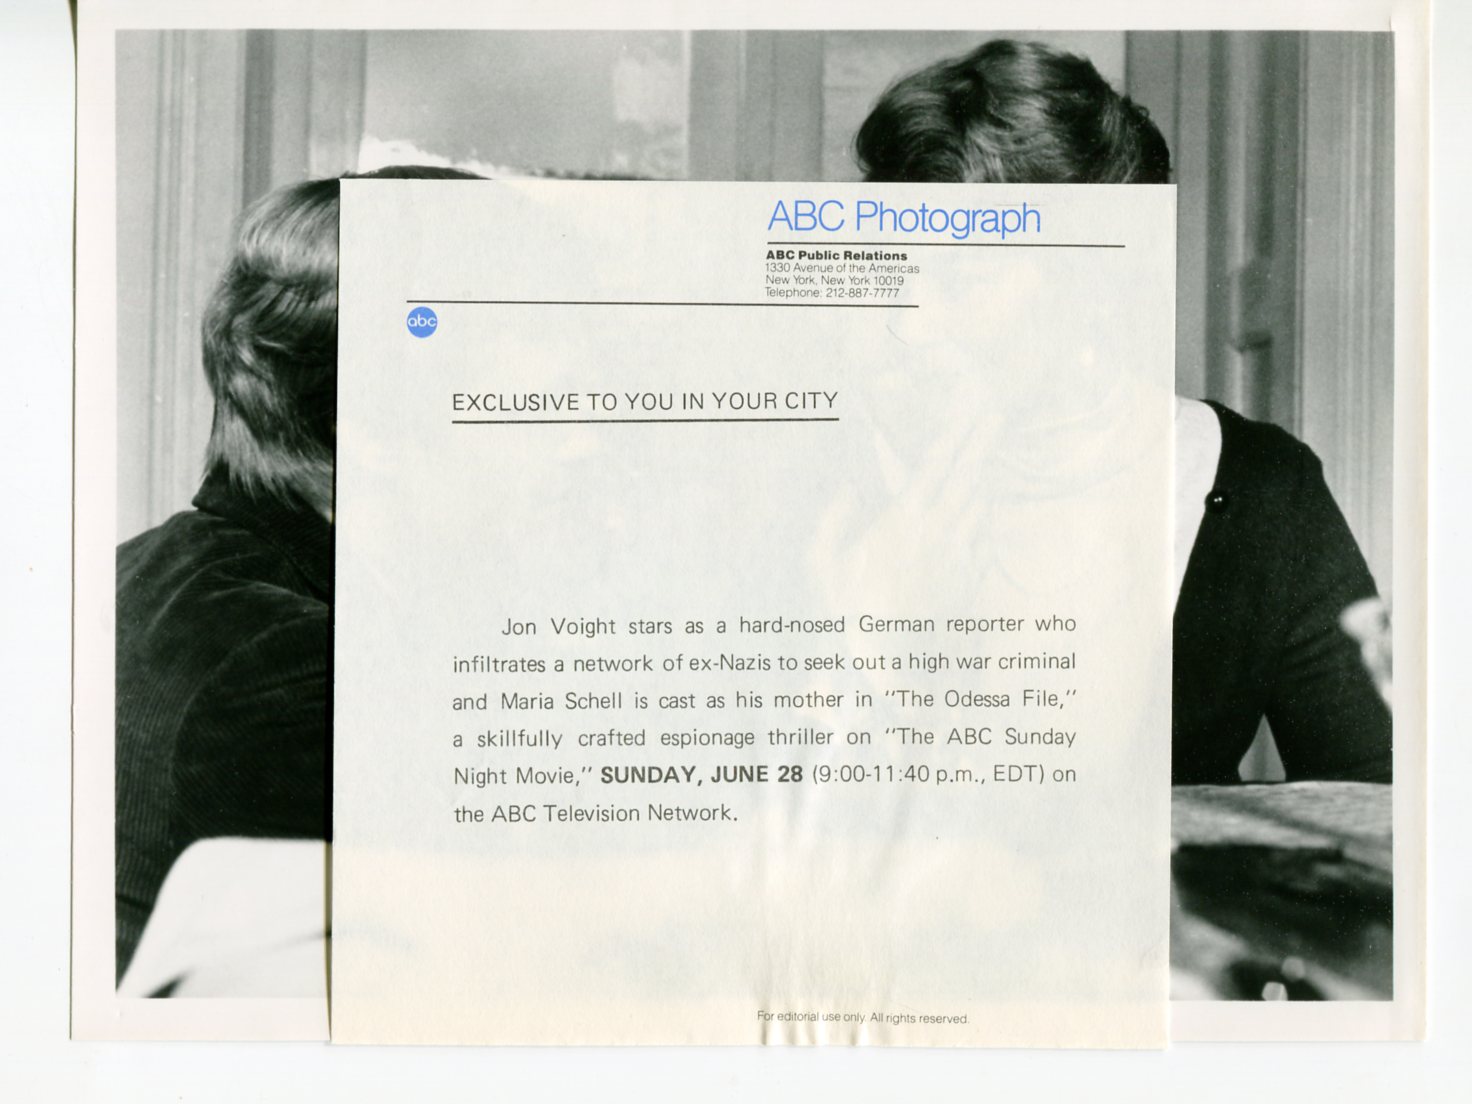 ABC Photograph
ABC Public Relations
1330 Avenue of the Americas
New York, New York 10019
Telephone: 212-887-7777
abc
EXCLUSIVE TO YOU IN YOUR CITY
Jon Voight stars as a hard-nosed German reporter who
infiltrates a network of ex-Nazis to seek out a high war criminal
and Maria Schell is cast as his mother in "The Odessa File,"
a skillfully crafted espionage thriller on "The ABC Sunday
Night Movie," SUNDAY, JUNE 28 (9:00-11:40 p.m., EDT) on
the ABC Television Network.
For editorial use only. All rights reserved.